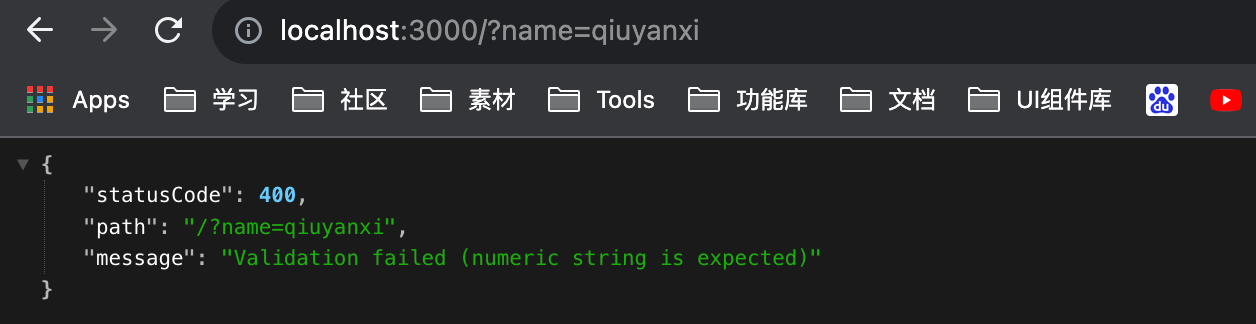 localhost:3000/?name=qiuyanxi
Apps 学习 社区 素材 Tools 功能库 文档 UI组件库 du
{
"statusCode": 400,
"path": "/?name=qiuyanxi",
"message": "Validation failed (numeric string is expected)"
}